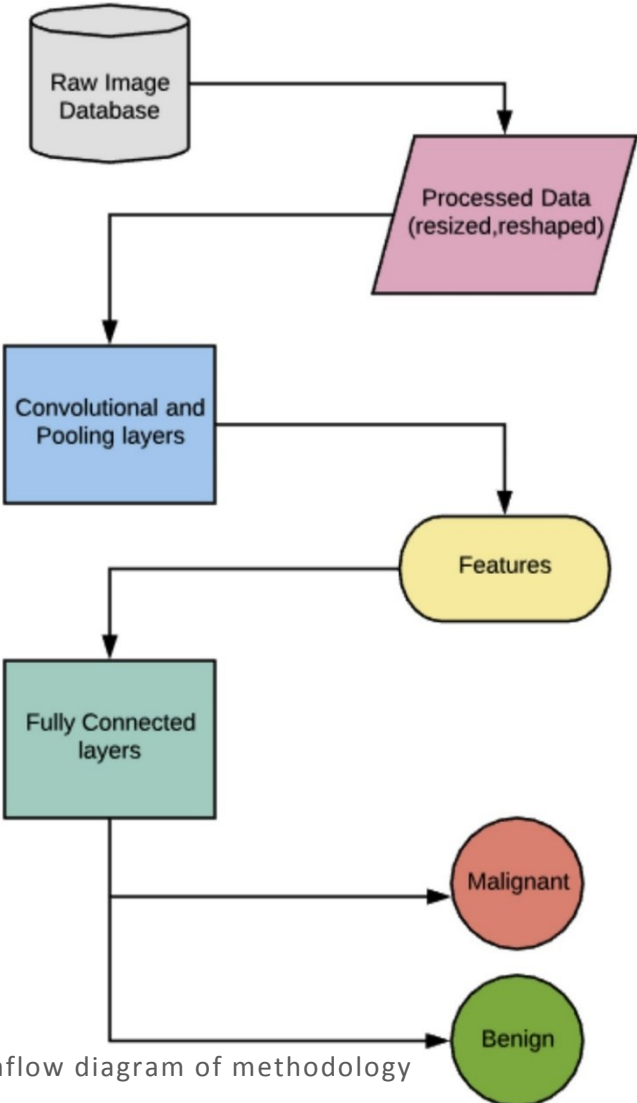 Raw Image
Database
Processed Data
(resized,reshaped)
Convolutional and
Pooling layers
Features
Fully Connected
layers
Malignant
Benign
diagram of methodology